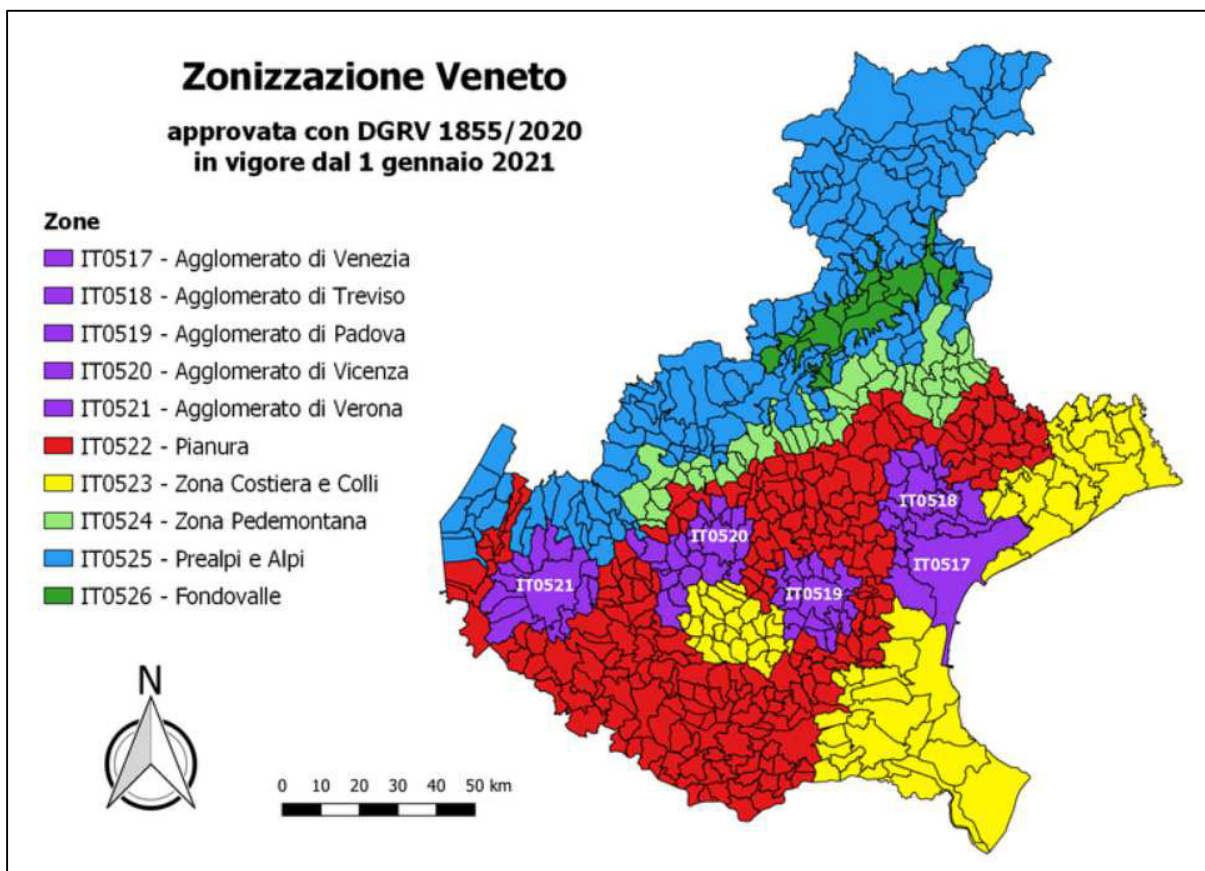 Zonizzazione Veneto
approvata con DGRV 1855/2020
in vigore dal 1 gennaio 2021
Zone
IT0517 - Agglomerato di Venezia
IT0518 - Agglomerato di Treviso
IT0519 - Agglomerato di Padova
IT0520 - Agglomerato di Vicenza
IT0521 - Agglomerato di Verona
IT0522 - Pianura
IT0523 - Zona Costiera e Colli
IT0524 - Zona Pedemontana
IT0525 - Prealpi e Alpi
IT0526 - Fondovalle
IT0518
IT0520
IT0517
IT0521
IT0519
N
0 10 20 30 40 50 km